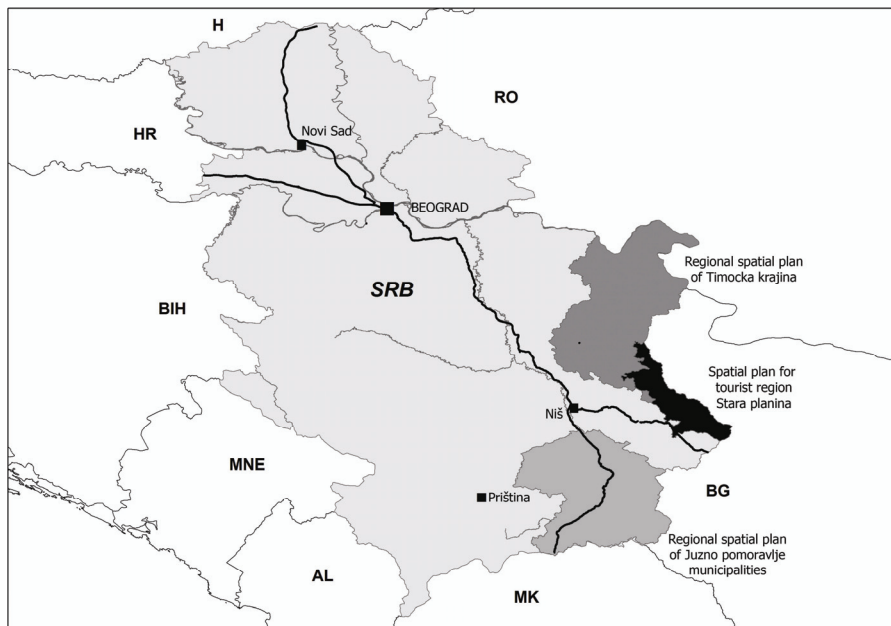 H
RO
HR
Novi Sad
BEOGRAD
Regional spatial plan
of Timocka krajina
SRB
BIH
Spatial plan for
tourist region
Stara planina
Niš
MNE
Priština
BG
Regional spatial plan
of Juzno pomoravlje
municipalities
AL
MK